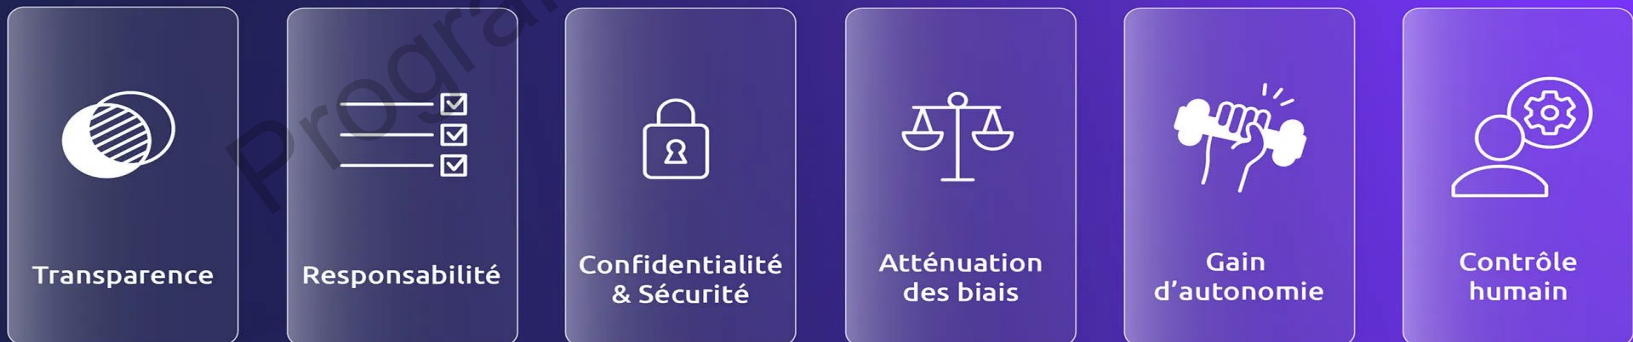 Transparence
Responsabilité
Confidentialité
& Sécurité
Atténuation
des biais
Gain
d’autonomie
Contrôle
humain